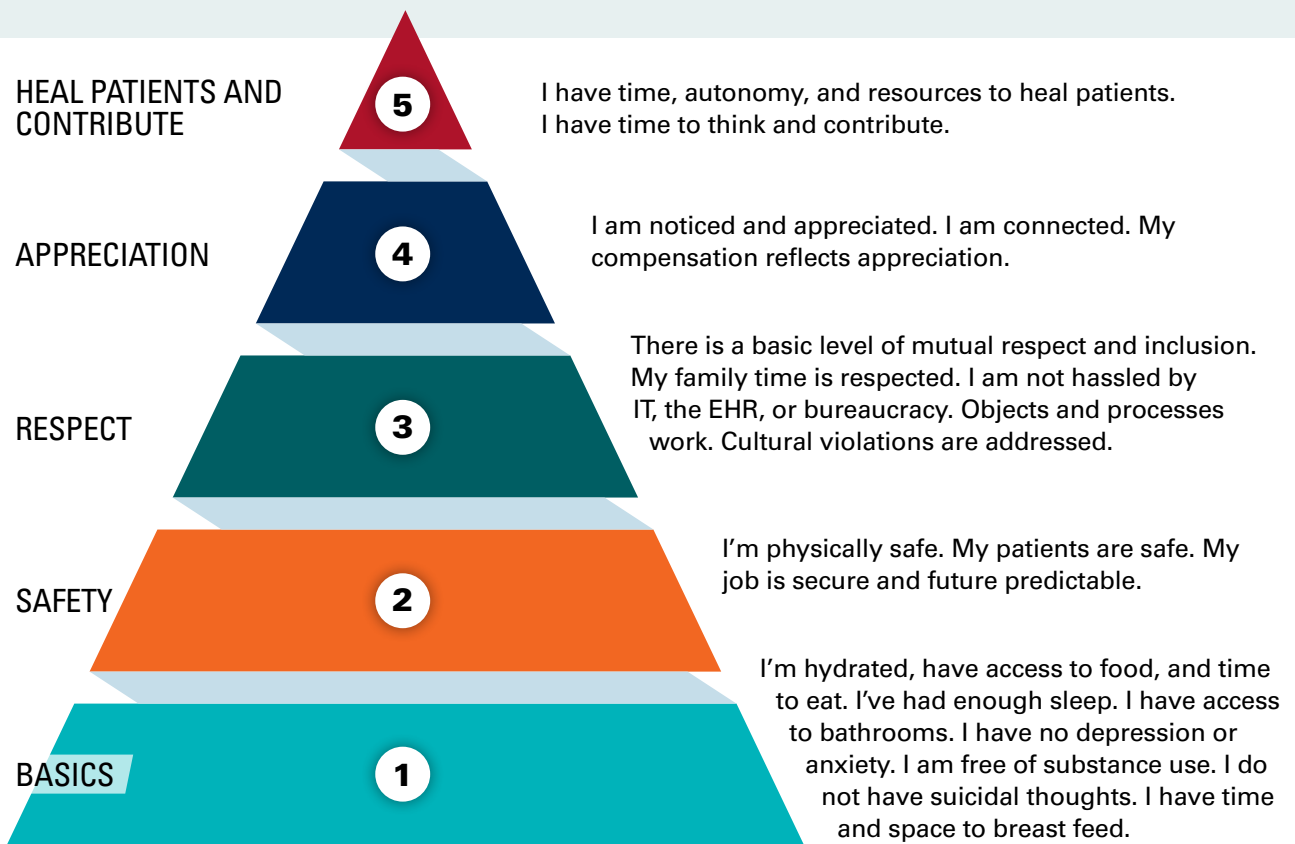 HEAL PATIENTS AND
CONTRIBUTE
5
I have time, autonomy, and resources to heal patients.
I have time to think and contribute.
APPRECIATION
4
I am noticed and appreciated. I am connected. My
compensation reflects appreciation.
RESPECT
3
There is a basic level of mutual respect and inclusion.
My family time is respected. I am not hassled by
IT, the EHR, or bureaucracy. Objects and processes
work. Cultural violations are addressed.
SAFETY
2
I’m physically safe. My patients are safe. My
job is secure and future predictable.
BASICS
1
I’m hydrated, have access to food, and time
to eat. I’ve had enough sleep. I have access
to bathrooms. I have no depression or
anxiety. I am free of substance use. I do
not have suicidal thoughts. I have time
and space to breast feed.